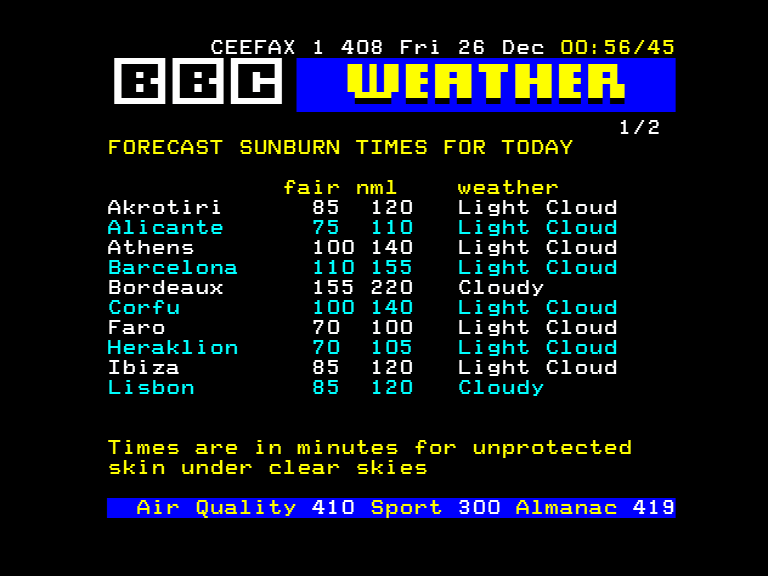 CEEFAX 1 408 Fri 26 Dec 00:56/45
BBC WEATHER
1/2
FORECAST SUNBURN TIMES FOR TODAY
fair nml weather
Akrotiri 85 120 Light Cloud
Alicante 75 110 Light Cloud
Athens 100 140 Light Cloud
Barcelona 110 155 Light Cloud
Bordeaux 155 220 Cloudy
Corfu 100 140 Light Cloud
Faro 70 100 Light Cloud
Heraklion 70 105 Light Cloud
Ibiza 85 120 Light Cloud
Lisbon 85 120 Cloudy
Times are in minutes for unprotected
skin under clear skies
Air Quality 410 Sport 300 Almanac 419